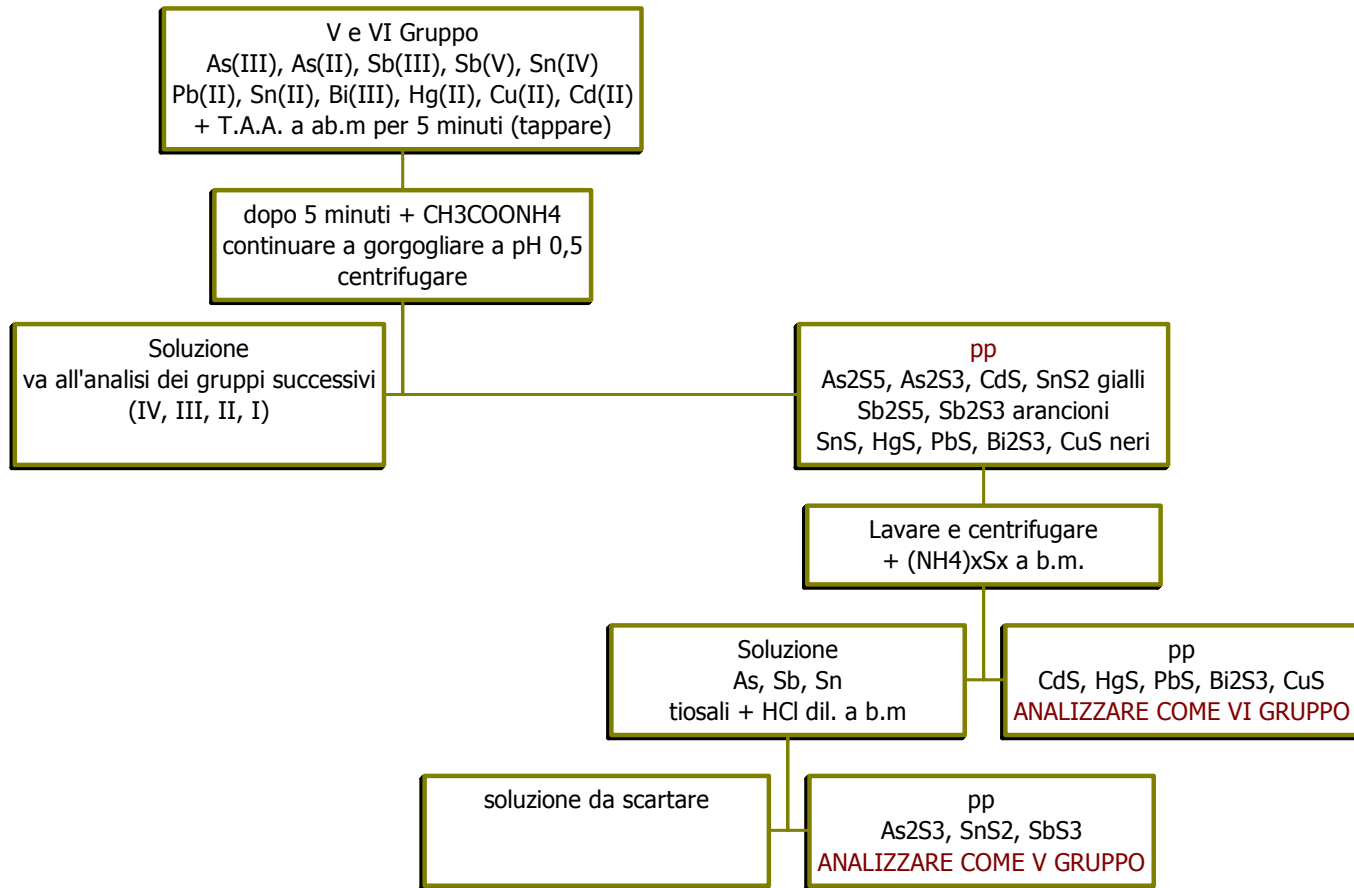 V e VI Gruppo
As(III), As(II), Sb(III), Sb(V), Sn(IV)
Pb(II), Sn(II), Bi(III), Hg(II), Cu(II), Cd(II)
+ T.A.A. a ab.m per 5 minuti (tappare)
dopo 5 minuti + CH3COONH4
continuare a gorgogliare a pH 0,5
centrifugare
Soluzione
va all'analisi dei gruppi successivi
(IV, III, II, I)
pp
As2S5, As2S3, CdS, SnS2 gialli
Sb2S5, Sb2S3 arancioni
SnS, HgS, PbS, Bi2S3, CuS neri
Lavare e centrifugare
+ (NH4)xSx a b.m.
Soluzione
As, Sb, Sn
tiosali + HCl dil. a b.m
pp
CdS, HgS, PbS, Bi2S3, CuS
ANALIZZARE COME VI GRUPPO
soluzione da scartare
pp
As2S3, SnS2, SbS3
ANALIZZARE COME V GRUPPO